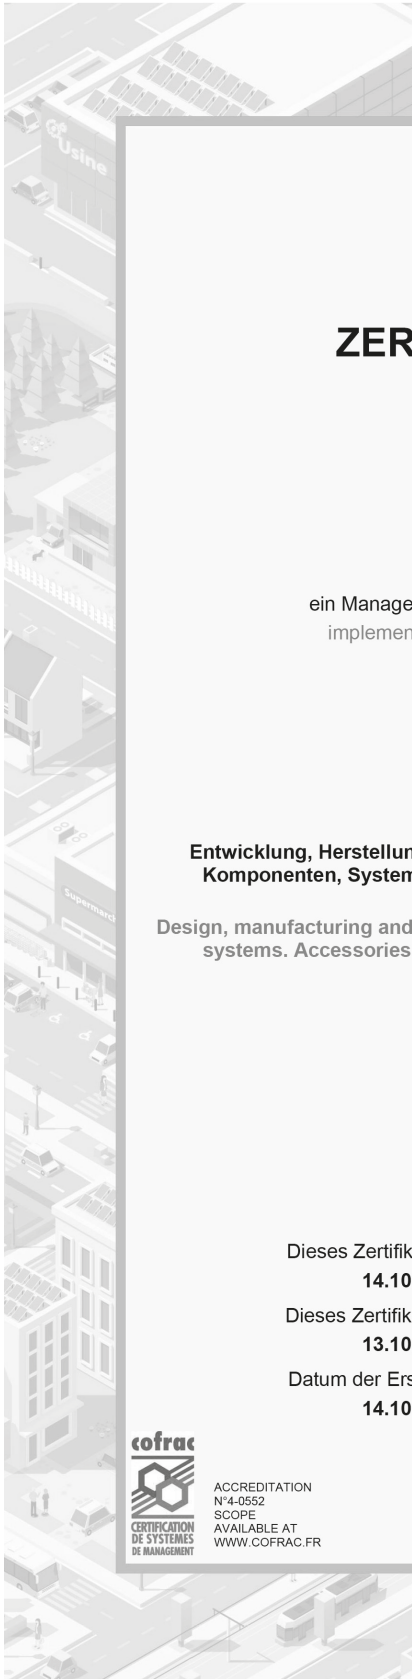 Usine
ZER
ein Manage
implemen
Entwicklung, Herstellun
Komponenten, System
Supermarc
Design, manufacturing and
systems. Accessories
Dieses Zertifik
14.10
Dieses Zertifik
13.10
Datum der Ers
14.10
cofrac
CERTIFICATION
DE SYSTEMES
DE MANAGEMENT
ACCREDITATION
N°4-0552
SCOPE
AVAILABLE AT
WWW.COFRAC.FR